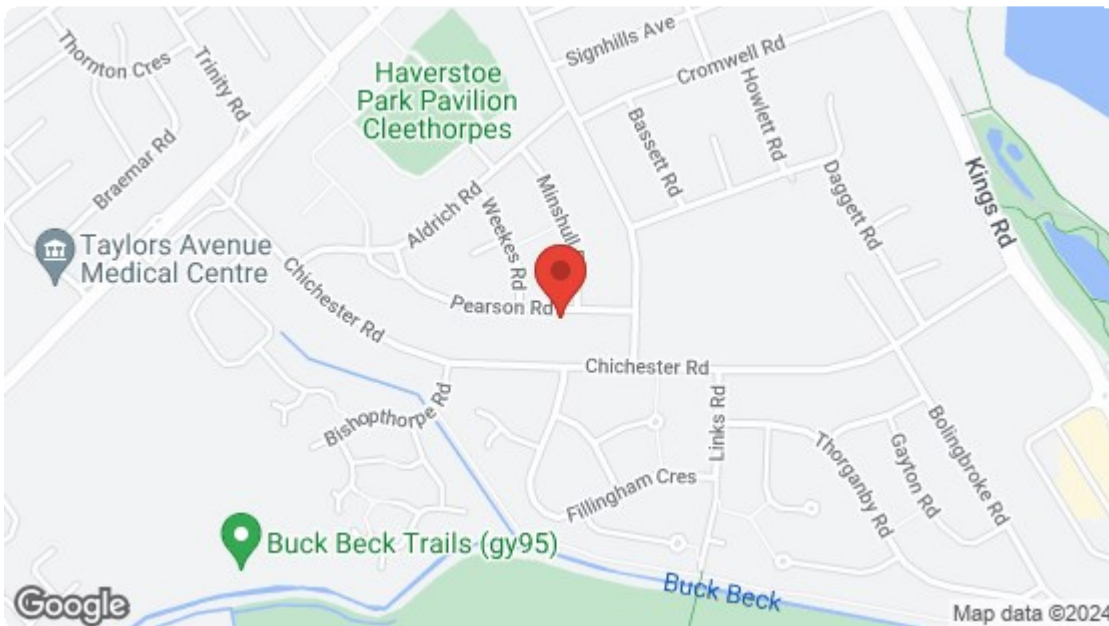 Signhills Ave
Thornton Cres
Trinity Rd
Cromwell Rd
Haverstoe
Park Pavilion
Cleethorpes
Howlett Rd
Bassett Rd
Braemar Rd
Kings Rd
Minshull
Daggett Rd
Aldrich Rd
Weekes Rd
Taylors Avenue
Medical Centre
Chichester Rd
Pearson Rd
Chichester Rd
Links Rd
Bishopthorpe Rd
Bolingbroke Rd
Gayton Rd
Thorganby Rd
Fillingham Cres
Buck Beck Trails (gy95)
Buck Beck
Google
Map data ©2024